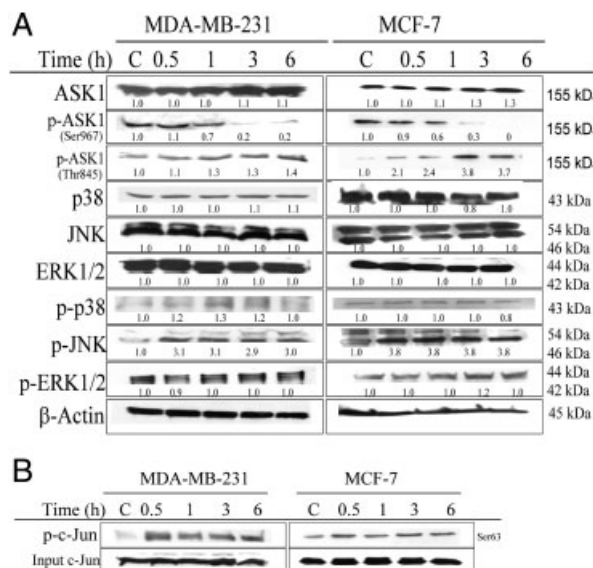 A
MDA-MB-231 MCF-7
Time (h) C 0.5 1 3 6 C 0.5 1 3 6
ASK1 155 kDa
1.0 1.0 1.0 1.1 1.1 1.0 1.0 1.1 1.3 1.3
p-ASK1 155 kDa
(Ser967) 1.0 1.1 0.7 0.2 0.2 1.0 0.9 0.6 0.3 0
p-ASK1 155 kDa
(Thr845) 1.0 1.1 1.3 1.3 1.4 1.0 2.1 2.4 3.8 3.7
p38 43 kDa
1.0 1.0 1.0 1.1 1.1 1.0 1.0 1.0 0.8 1.0
JNK 54 kDa
1.0 1.0 1.0 1.0 1.0 1.0 1.0 1.0 1.0 1.0 46 kDa
ERK1/2 44 kDa
1.0 1.0 1.0 1.0 1.0 1.0 1.0 1.0 1.0 1.0 42 kDa
p-p38 43 kDa
1.0 1.2 1.3 1.2 1.0 1.0 1.0 1.0 1.0 0.8
p-JNK 54 kDa
1.0 3.1 3.1 2.9 3.0 1.0 3.8 3.8 3.8 3.8 46 kDa
p-ERK1/2 44 kDa
1.0 0.9 1.0 1.0 1.0 1.0 1.0 1.0 1.2 1.0 42 kDa
β-Actin 45 kDa
B
MDA-MB-231 MCF-7
Time (h) C 0.5 1 3 6 C 0.5 1 3 6
p-c-Jun Ser63
Input c-Jun